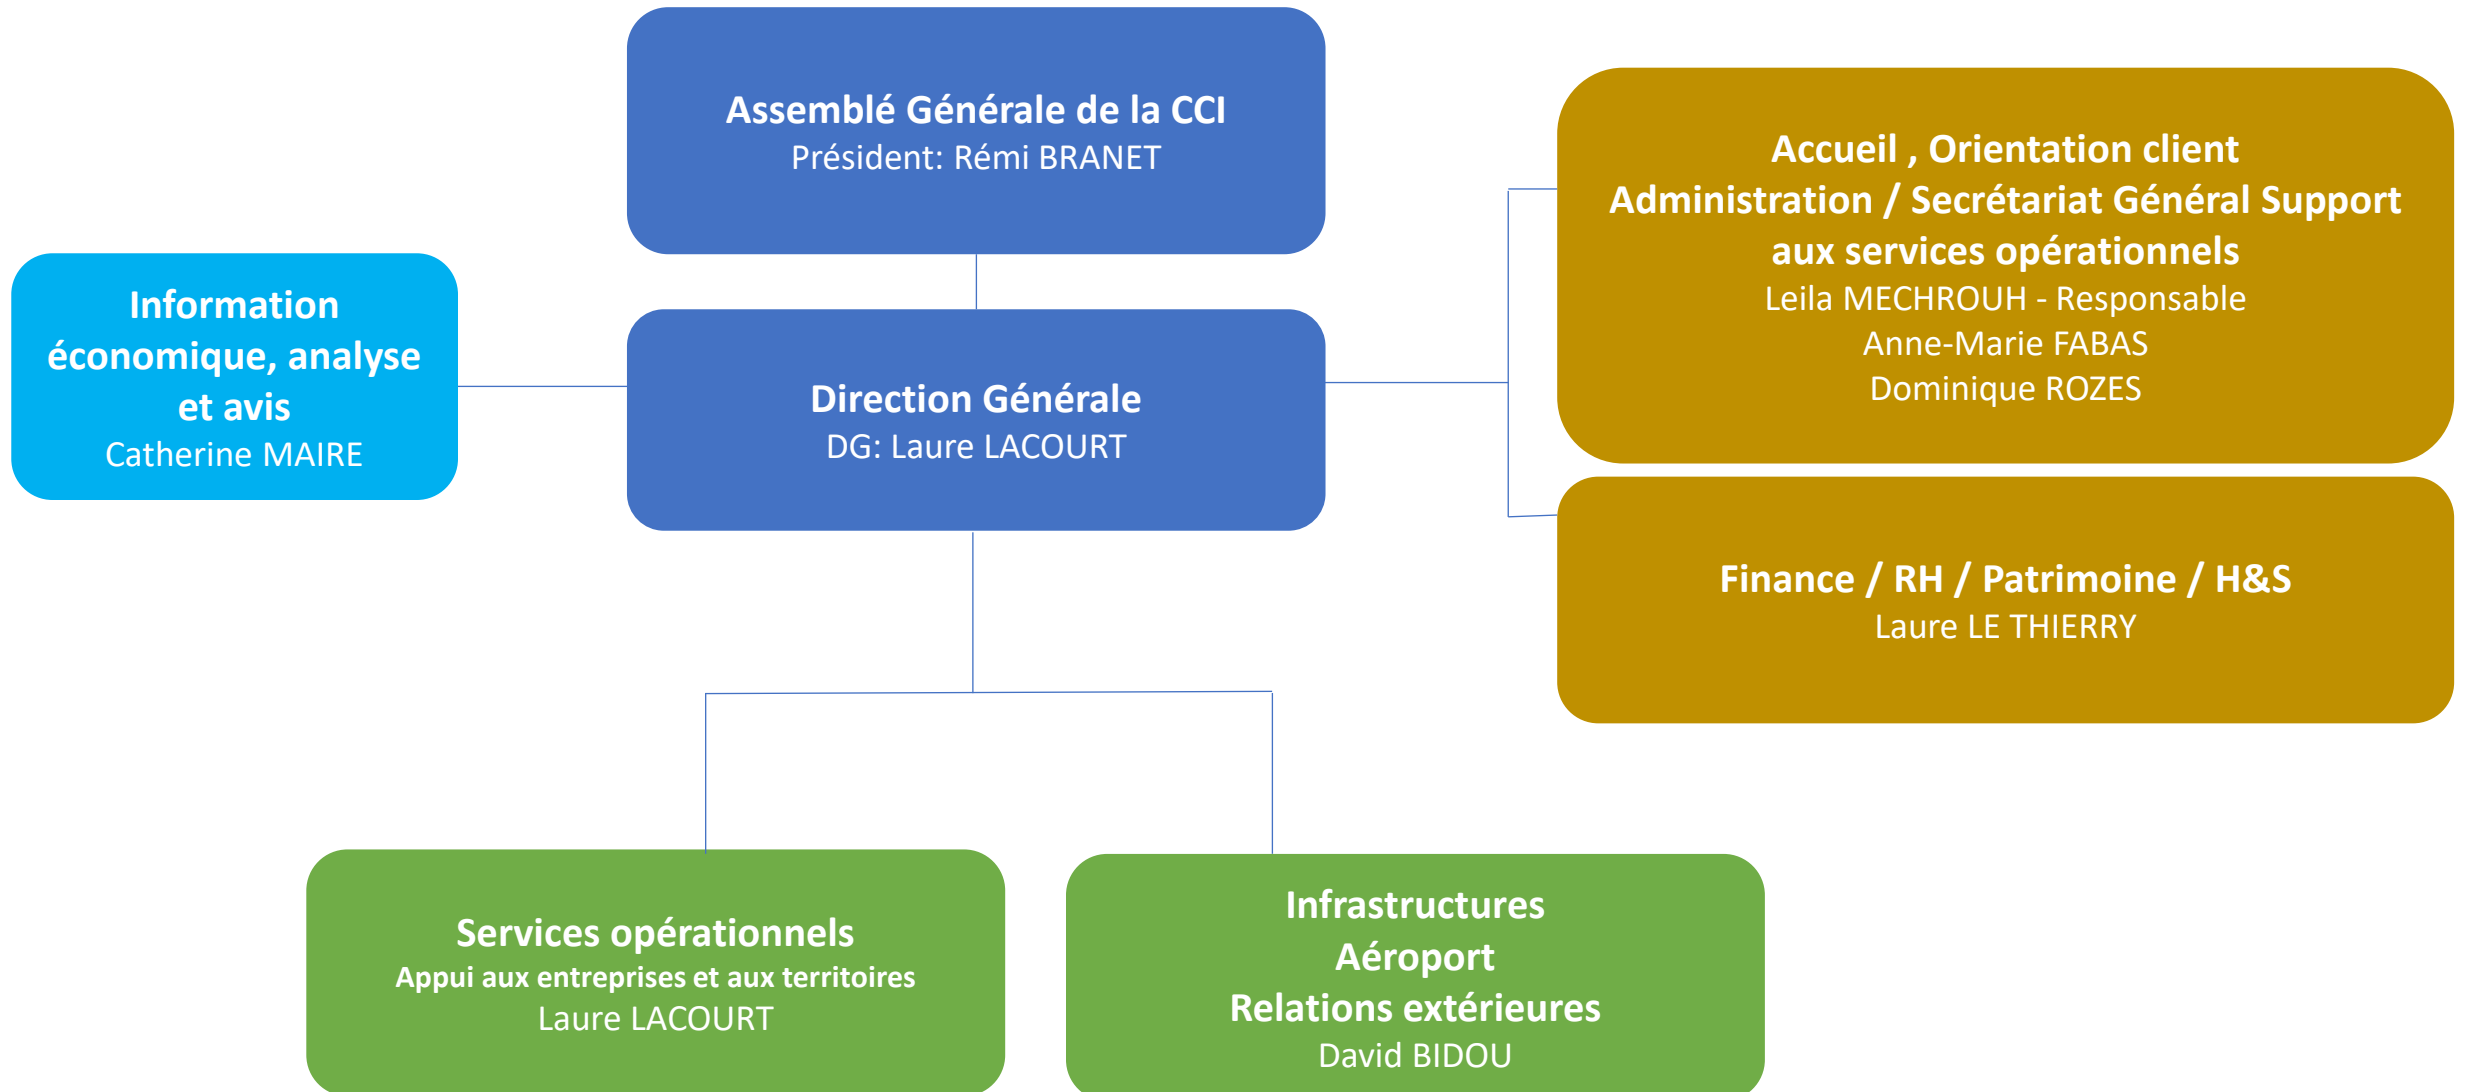 Assemblé Générale de la CCI
Président: Rémi BRANET
Accueil , Orientation client
Administration / Secrétariat Général Support
aux services opérationnels
Leila MECHROUH - Responsable
Anne-Marie FABAS
Dominique ROZES
Information
économique, analyse
et avis
Catherine MAIRE
Direction Générale
DG: Laure LACOURT
Finance / RH / Patrimoine / H&S
Laure LE THIERRY
Services opérationnels
Appui aux entreprises et aux territoires
Laure LACOURT
Infrastructures
Aéroport
Relations extérieures
David BIDOU